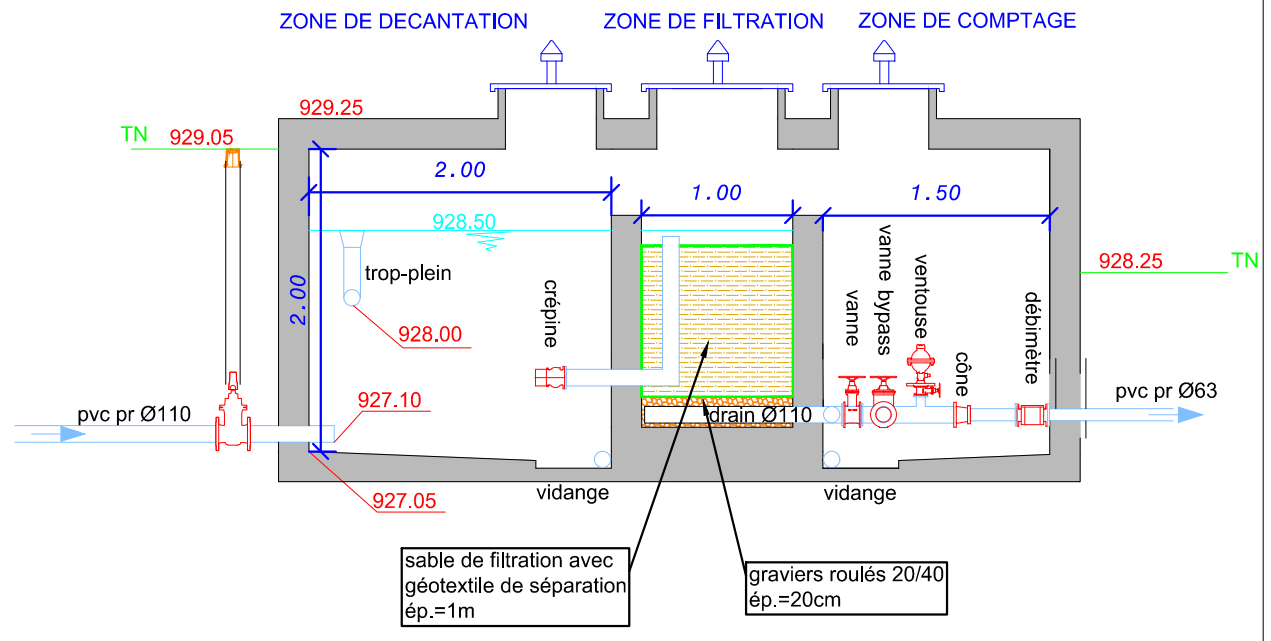 ZONE DE DECANTATION
ZONE DE FILTRATION
ZONE DE COMPTAGE
929.25
TN
929.05
2.00
1.00
1.50
928.50
2.00
trop-plein
928.00
crépine
vanne
vanne bypass
ventouse
cône
débimètre
928.25
TN
pvc pr Ø110
927.10
drain Ø110
pvc pr Ø63
927.05
vidange
vidange
sable de filtration avec
géotextile de séparation
ép.=1m
graviers roulés 20/40
ép.=20cm